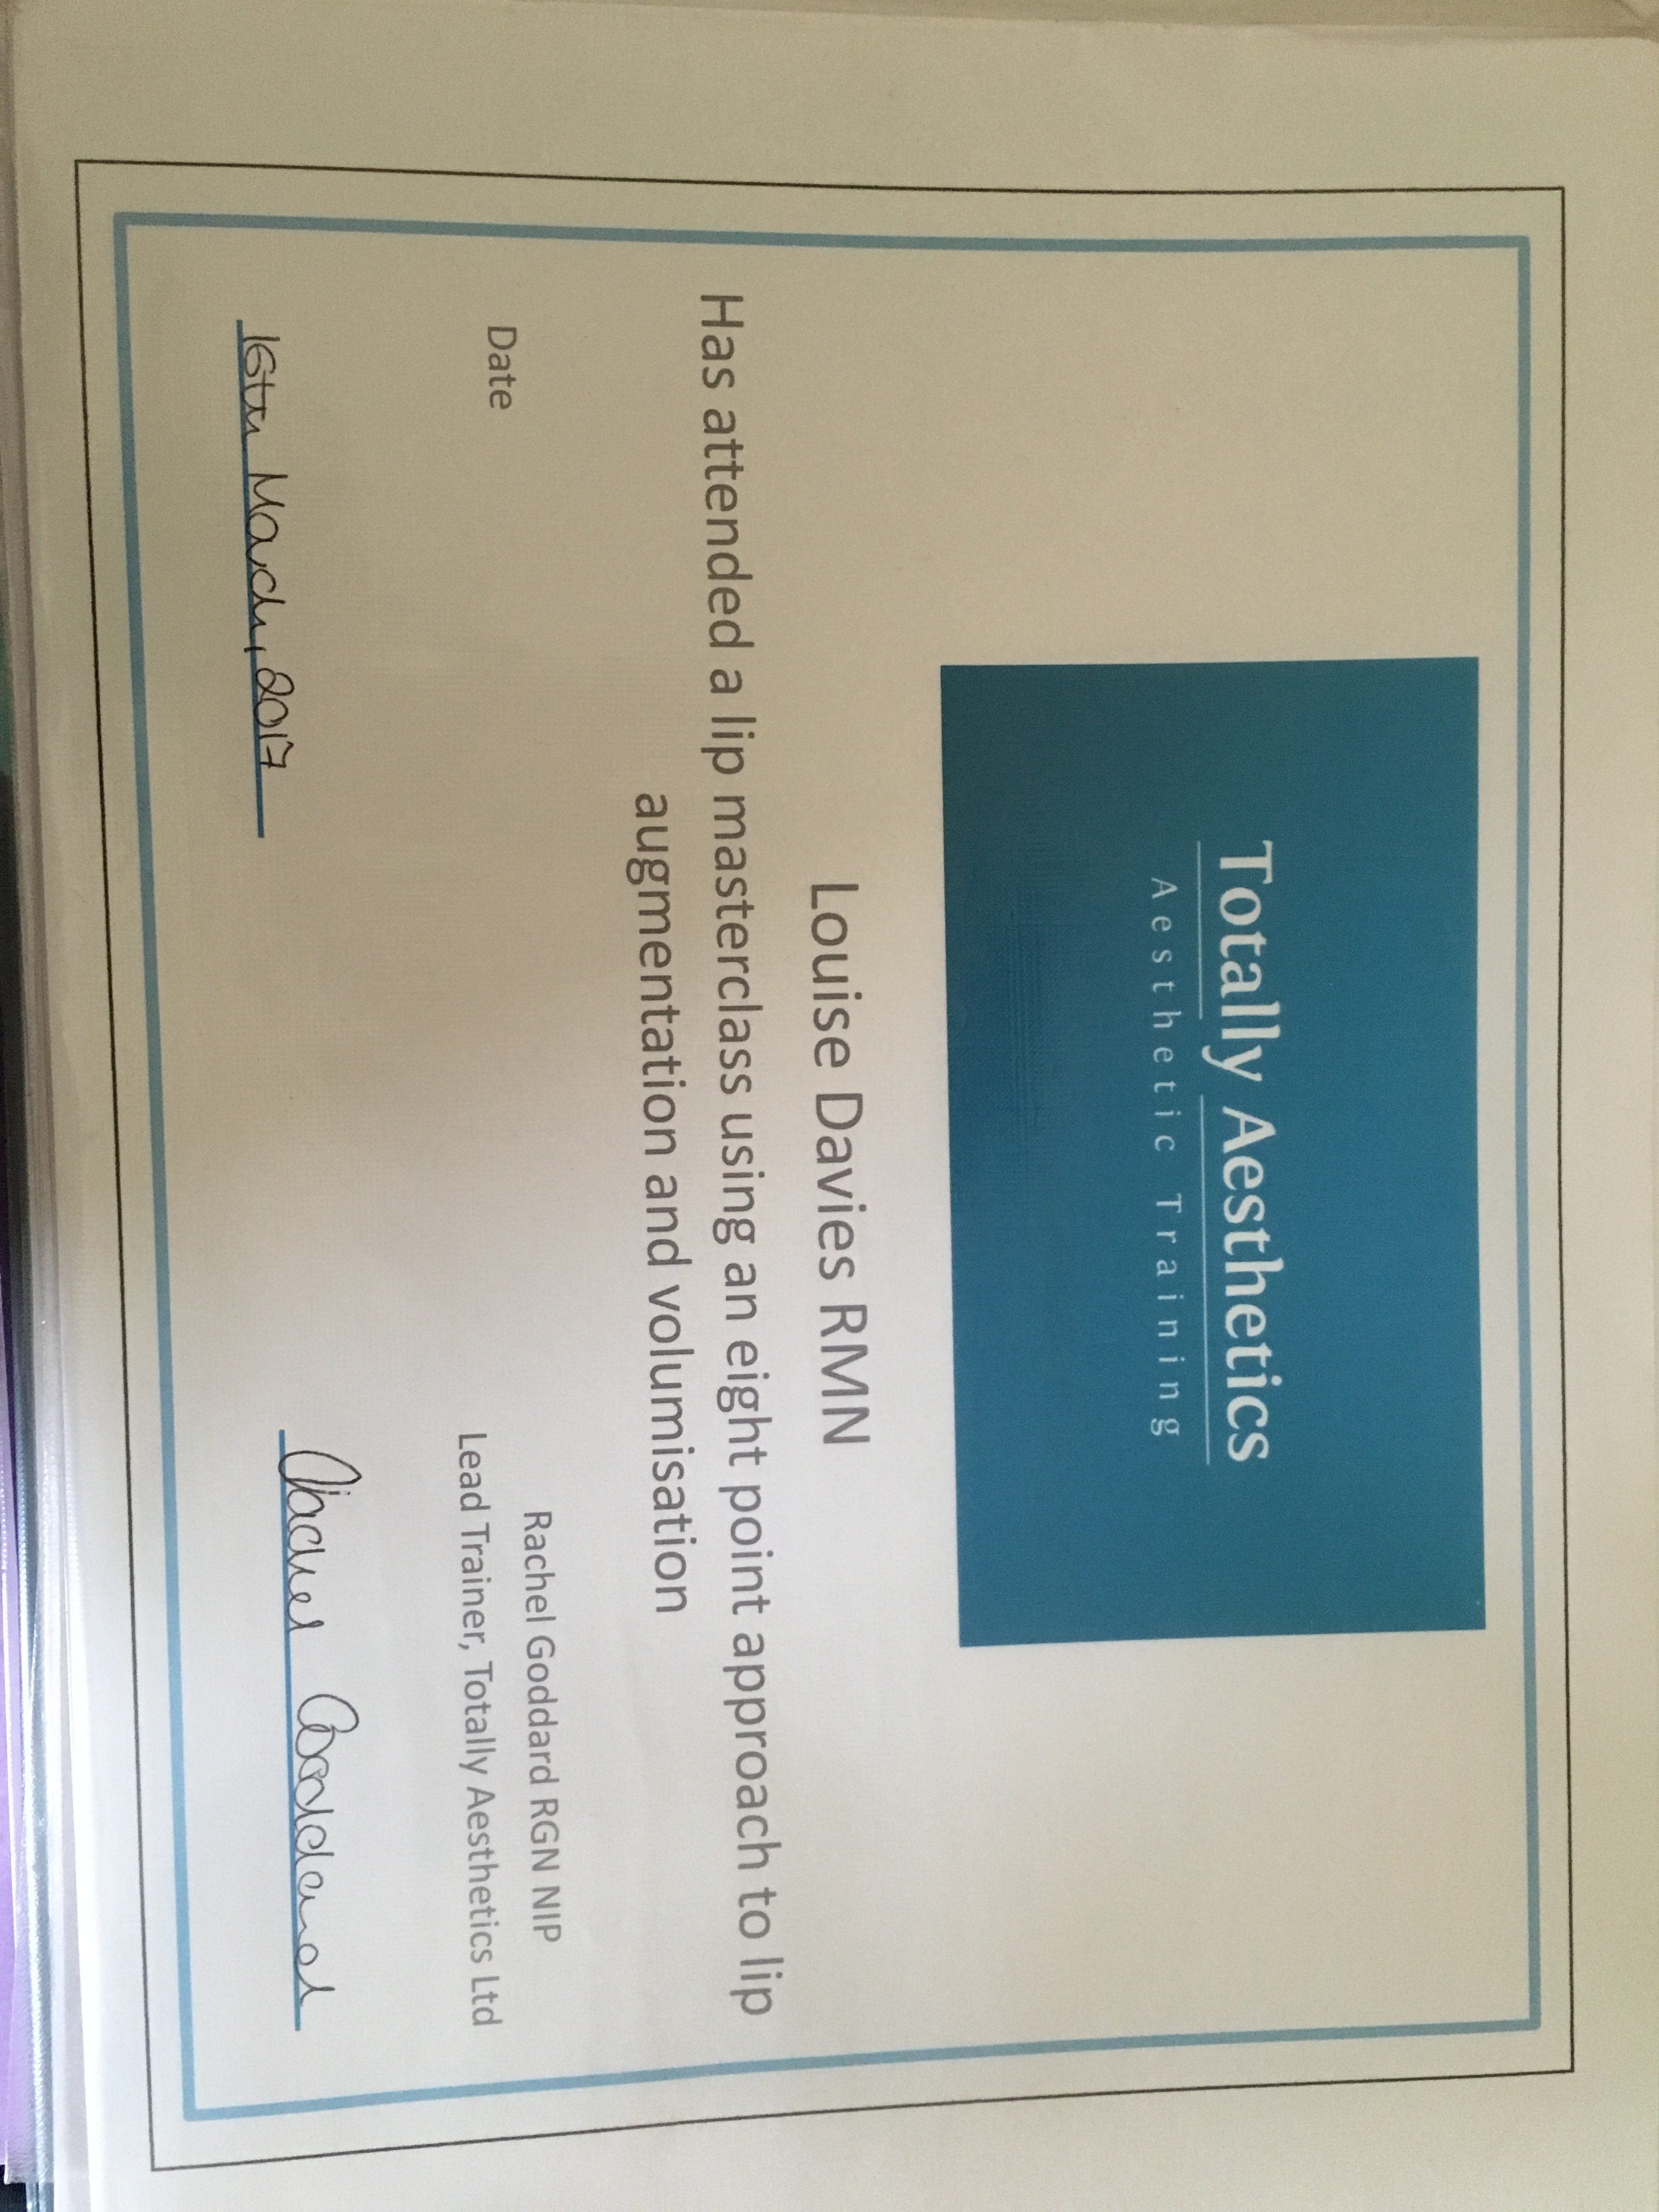 Totally Aesthetics
Aesthetic Training
Louise Davies RMN
Has attended a lip masterclass using an eight point approach to lip
augmentation and volumisation
Date
Rachel Goddard RGN NIP
Lead Trainer, Totally Aesthetics Ltd
16th March, 2017
Rachel Goddard